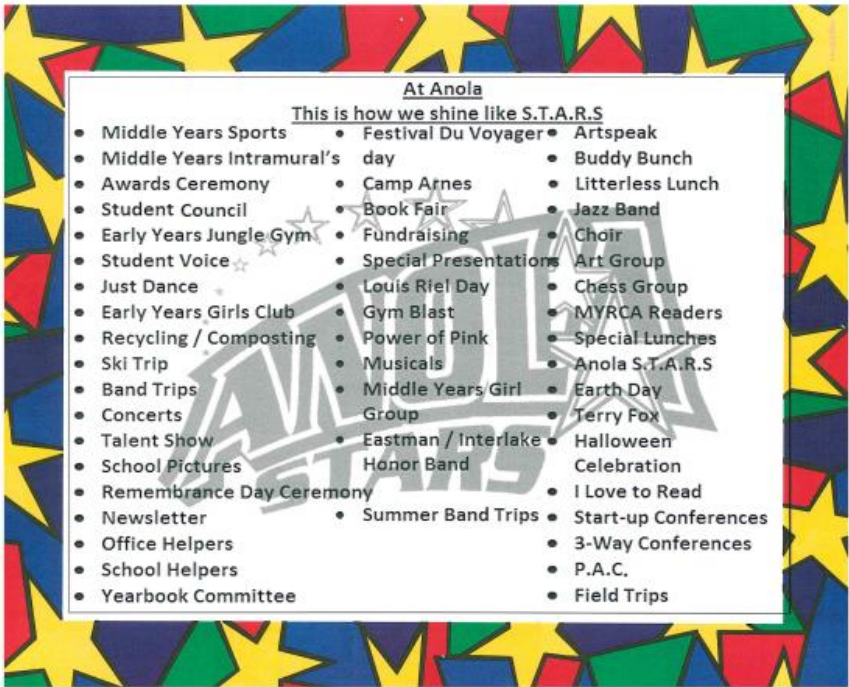 At Anola
This is how we shine like S.T.A.R.S
• Middle Years Sports
• Middle Years Intramural's
• Awards Ceremony
• Student Council
• Early Years Jungle Gym
• Student Voice
• Just Dance
• Early Years Girls Club
• Recycling / Composting
• Ski Trip
• Band Trips
• Concerts
• Talent Show
• School Pictures
• Remembrance Day Ceremony
• Newsletter
• Office Helpers
• School Helpers
• Yearbook Committee
• Festival Du Voyager
day
• Camp Arnes
• Book Fair
• Fundraising
• Special Presentations
• Louis Riel Day
• Gym Blast
• Power of Pink
• Musicals
• Middle Years Girl
Group
• Eastman / Interlake
Honor Band
• Summer Band Trips
• Artspeak
• Buddy Bunch
• Litterless Lunch
• Jazz Band
• Choir
• Art Group
• Chess Group
• MYRCA Readers
• Special Lunches
• Anola S.T.A.R.S
• Earth Day
• Terry Fox
• Halloween
Celebration
• I Love to Read
• Start-up Conferences
• 3-Way Conferences
• P.A.C.
• Field Trips
ANOLA
STARS